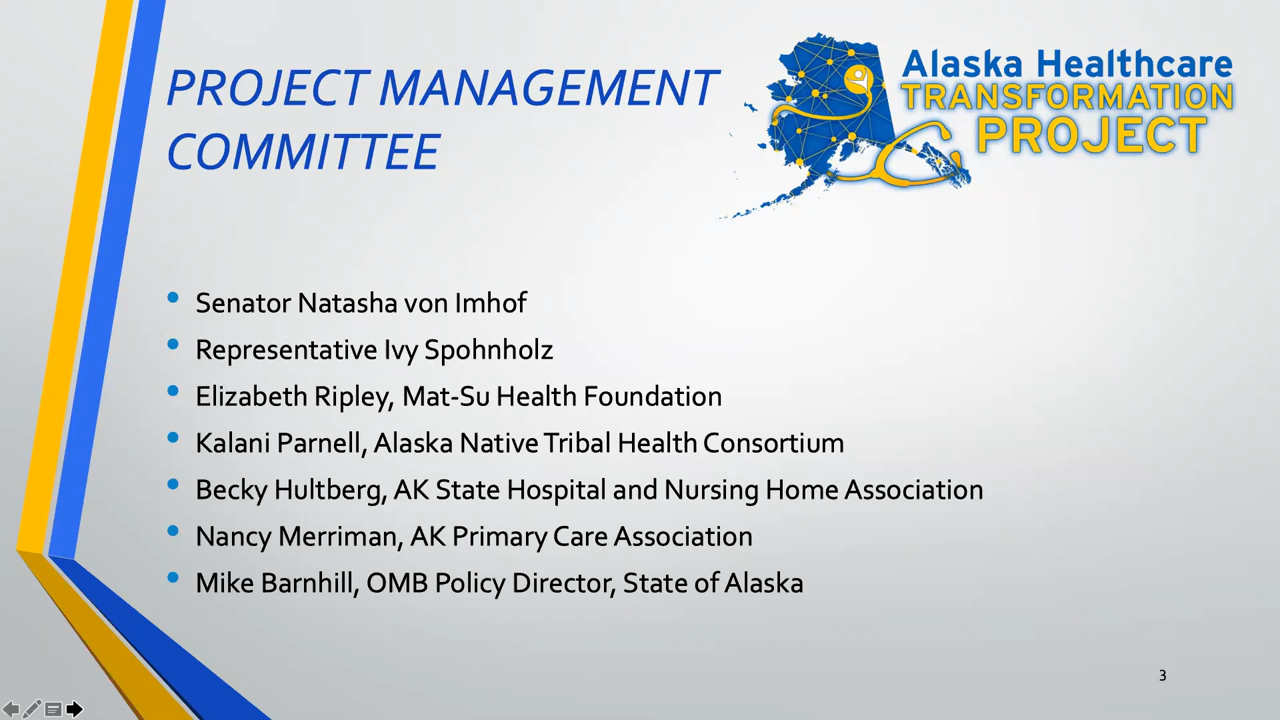 PROJECT MANAGEMENT
COMMITTEE
Alaska Healthcare
TRANSFORMATION
PROJECT
• Senator Natasha von Imhof
• Representative Ivy Spohnholz
• Elizabeth Ripley, Mat-Su Health Foundation
• Kalani Parnell, Alaska Native Tribal Health Consortium
• Becky Hultberg, AK State Hospital and Nursing Home Association
• Nancy Merriman, AK Primary Care Association
• Mike Barnhill, OMB Policy Director, State of Alaska
3